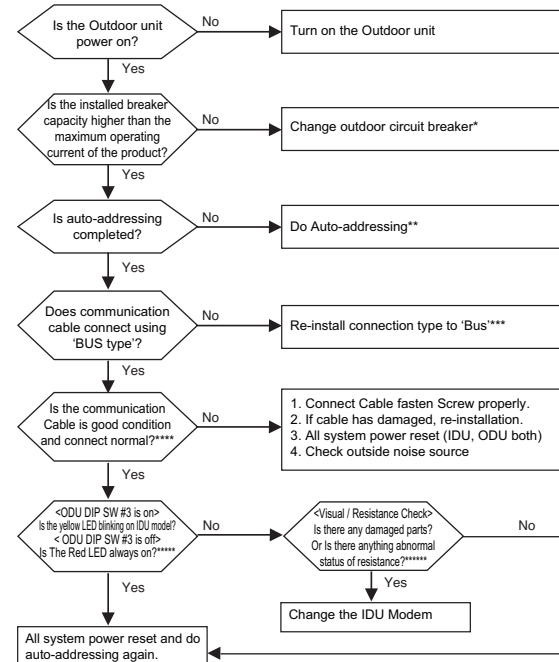 Is the Outdoor unit
power on?
No
Turn on the Outdoor unit
Yes
Is the installed breaker
capacity higher than the
maximum operating
current of the product?
No
Change outdoor circuit breaker*
Yes
Is auto-addressing
completed?
No
Do Auto-addressing**
Yes
Does communication
cable connect using
‘BUS type’?
No
Re-install connection type to ‘Bus’***
Yes
Is the communication
Cable is good condition
and connect normal?****
No
1. Connect Cable fasten Screw properly.
2. If cable has damaged, re-installation.
3. All system power reset (IDU, ODU both)
4. Check outside noise source
Yes
<ODU DIP SW #3 is on>
Is the yellow LED blinking on IDU model?
< ODU DIP SW #3 is off>
Is The Red LED always on?*****
No
<Visual / Resistance Check>
Is there any damaged parts?
Or Is there anything abnormal
status of resistance?******
No
Yes
Yes
Change the IDU Modem
All system power reset and do
auto-addressing again.